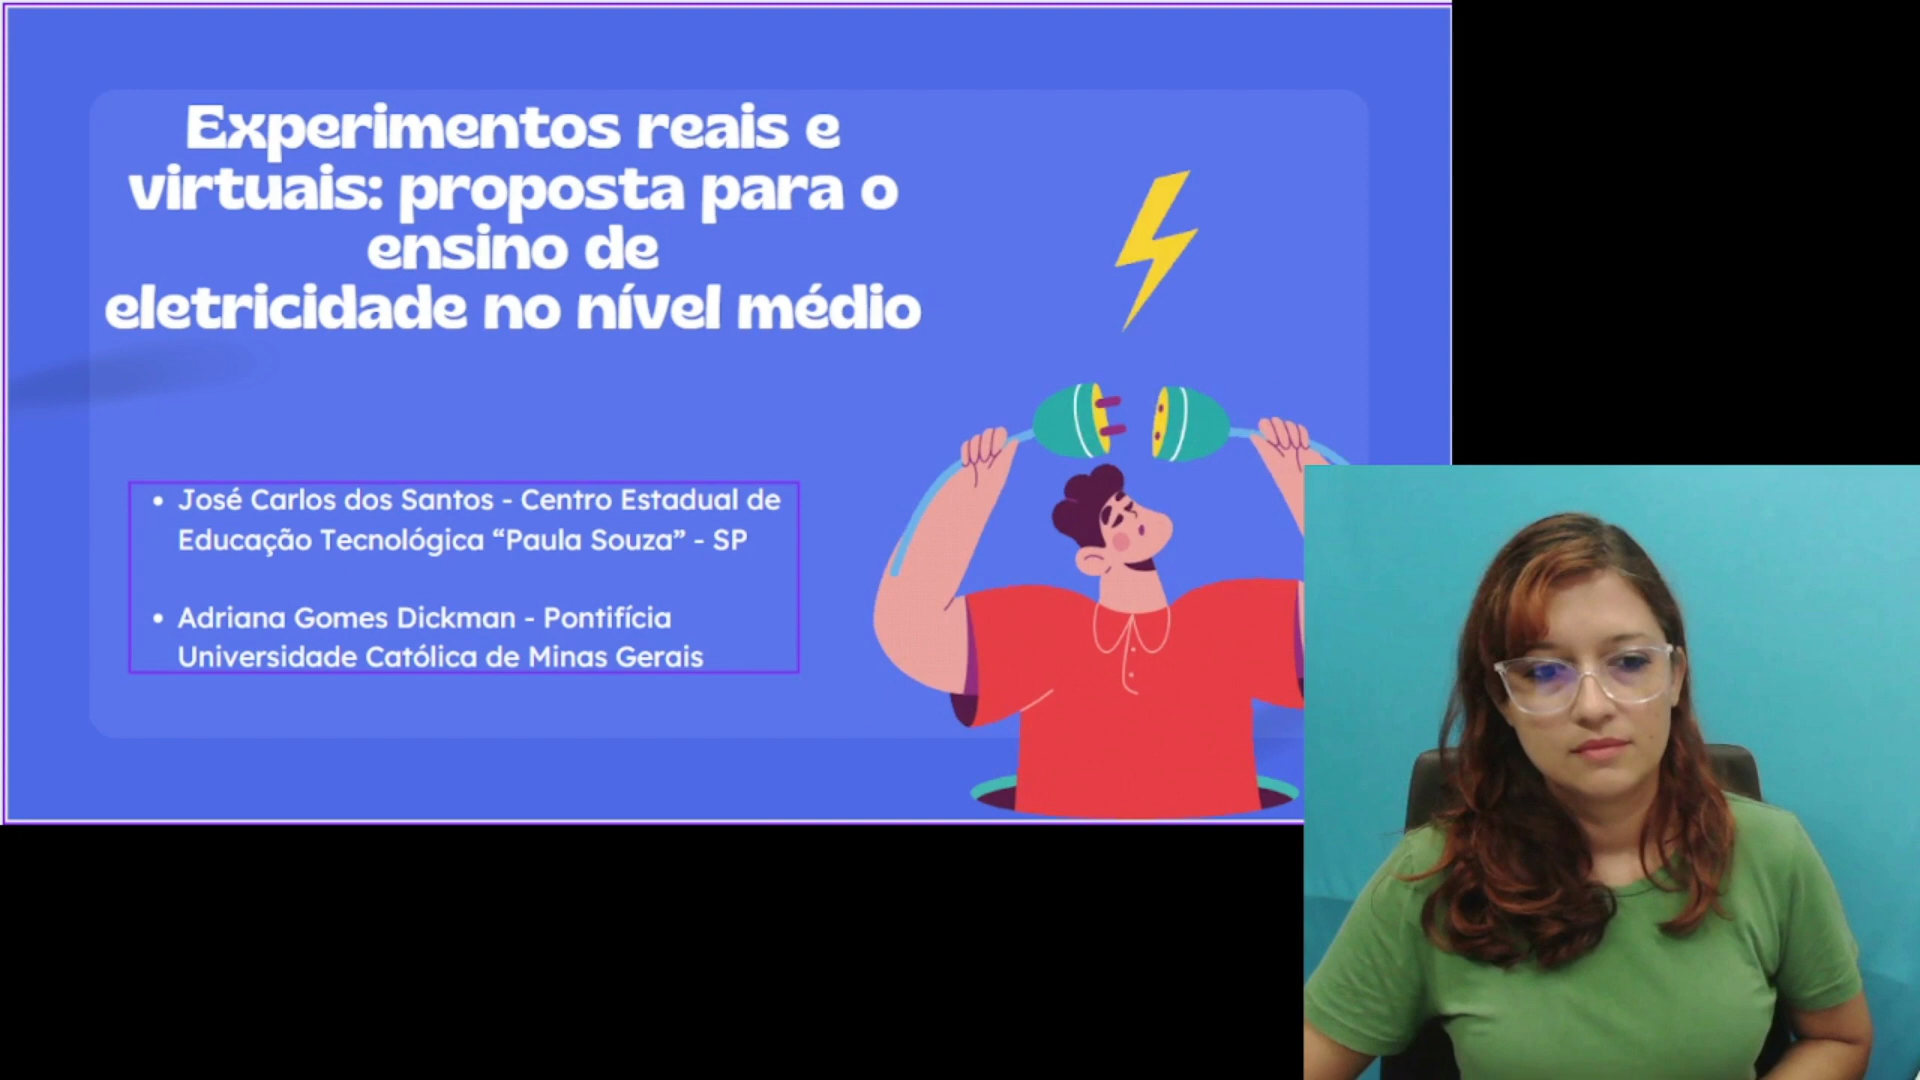 Experimentos reais e
virtuais: proposta para o
ensino de
eletricidade no nível médio
• José Carlos dos Santos - Centro Estadual de
Educação Tecnológica “Paula Souza” - SP
• Adriana Gomes Dickman - Pontifícia
Universidade Católica de Minas Gerais